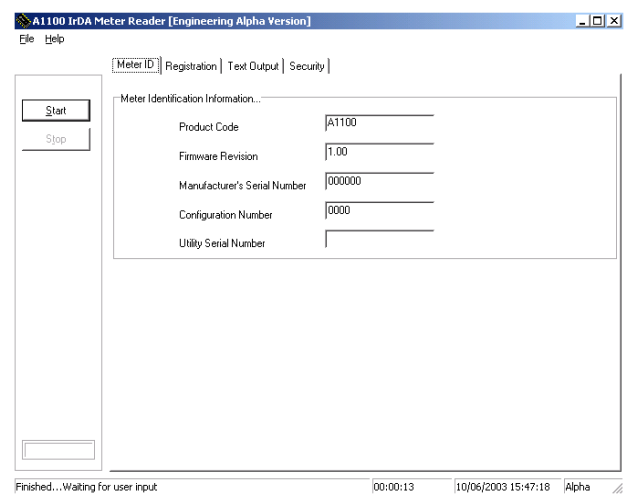 A1100 IrDA Meter Reader [Engineering Alpha Version]
File Help
Meter ID Registration Text Output Security
Start
Stop
Meter Identification Information...
Product Code A1100
Firmware Revision 1.00
Manufacturer's Serial Number 000000
Configuration Number 0000
Utility Serial Number
Finished...Waiting for user input 00:00:13 10/06/2003 15:47:18 Alpha